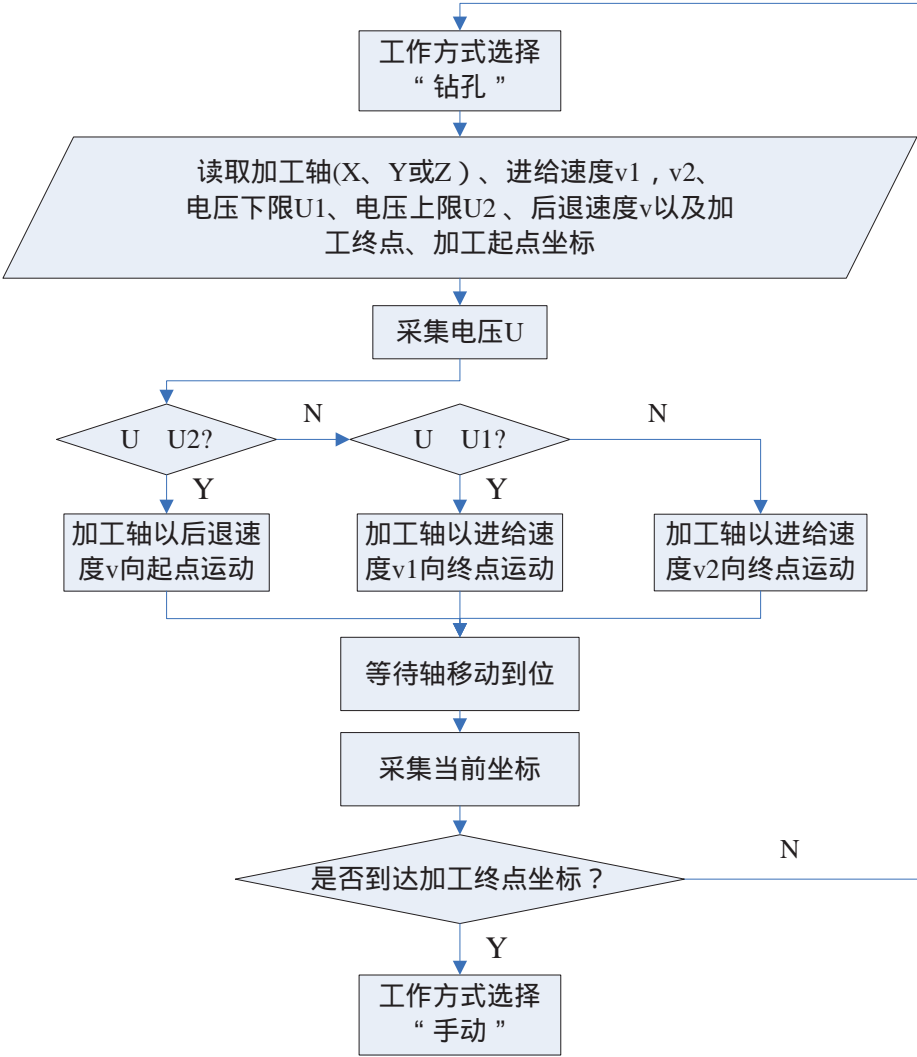 工作方式选择
“钻孔”
读取加工轴(X、Y或Z）、进给速度v1，v2、
电压下限U1、电压上限U2、后退速度v以及加
工终点、加工起点坐标
采集电压U
U U2?
N
U U1?
N
Y
Y
加工轴以后退速
度v向起点运动
加工轴以进给速
度v1向终点运动
加工轴以进给速
度v2向终点运动
等待轴移动到位
采集当前坐标
是否到达加工终点坐标？
N
Y
工作方式选择
“手动”